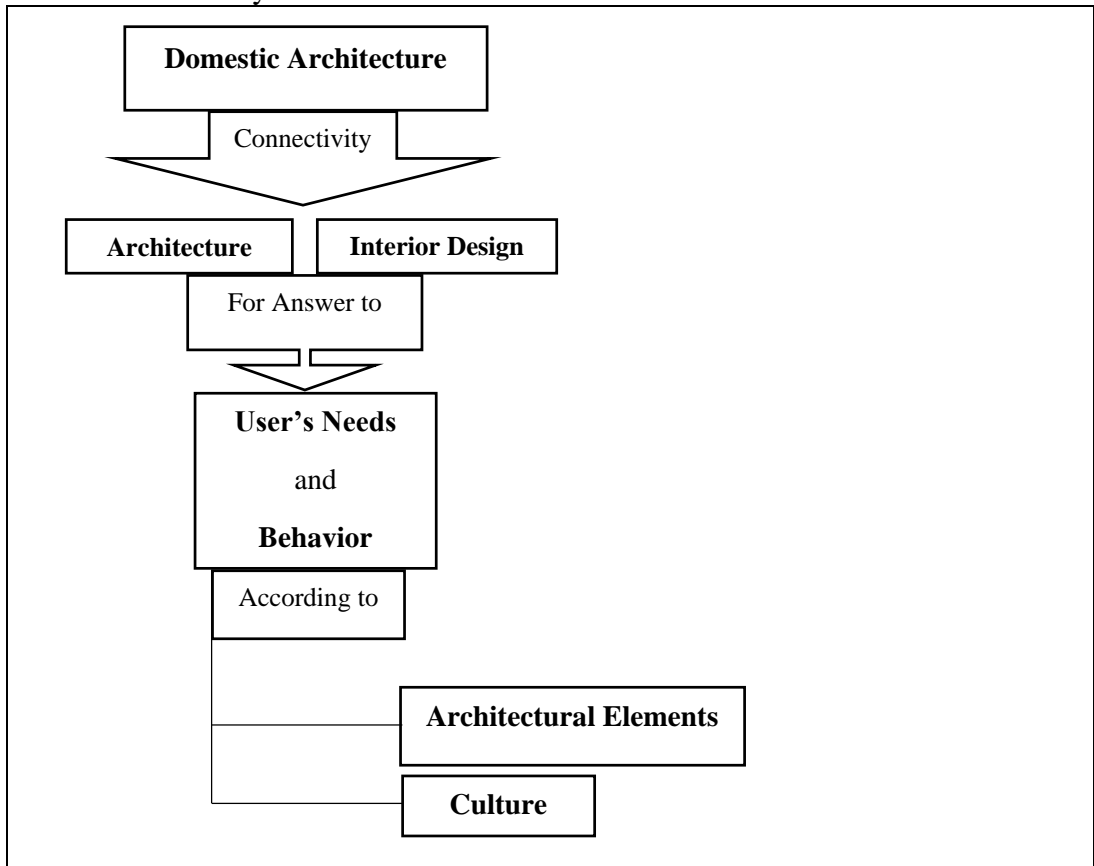 Domestic Architecture
Connectivity
Architecture
Interior Design
For Answer to
User's Needs
and
Behavior
According to
Architectural Elements
Culture